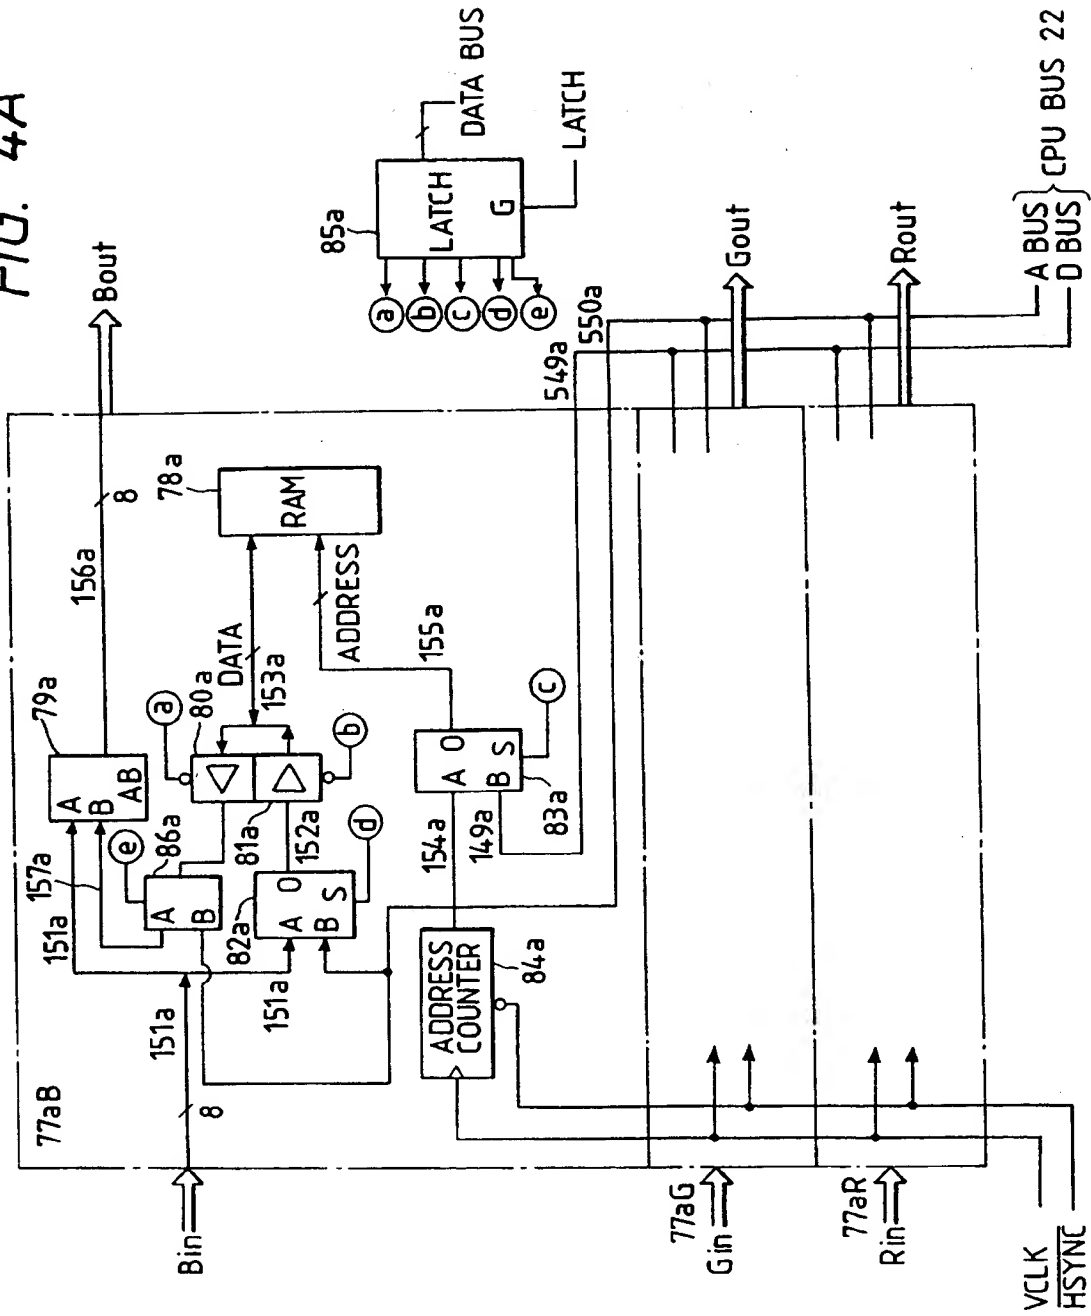 FIG. 4A
77aB
Bin
8
151a
151a
157a
151a
A
B
86a
e
A
B
AB
79a
156a
8
Bout
a
80a
81a
DATA
153a
b
152a
82a
A
B
O
S
d
78a
RAM
ADDRESS
155a
154a
149a
A
B
O
S
83a
c
ADDRESS
COUNTER
84a
85a
LATCH
G
DATA BUS
LATCH
a
b
c
d
e
549a
550a
77aG
Gin
Gout
77aR
Rin
Rout
VCLK
HSYNC
A BUS
D BUS
CPU BUS 22